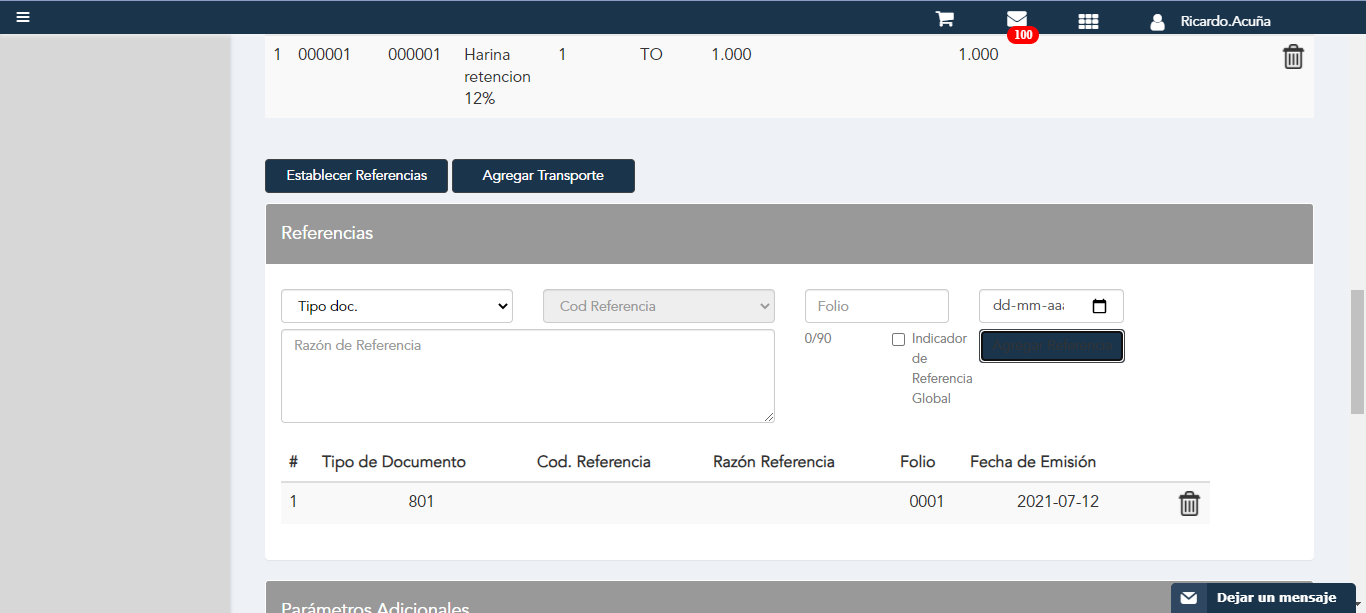 Ricardo.Acuña
100
1 000001 000001 Harina 1 TO 1.000 1.000
retencion
12%
Establecer Referencias Agregar Transporte
Referencias
Tipo doc. Cod Referencia Folio dd-mm-aaa
Razón de Referencia 0/90 Indicador Agregar Referencia
de
Referencia
Global
# Tipo de Documento Cod. Referencia Razón Referencia Folio Fecha de Emisión
1 801 0001 2021-07-12
Parámetros Adicionales
Dejar un mensaje